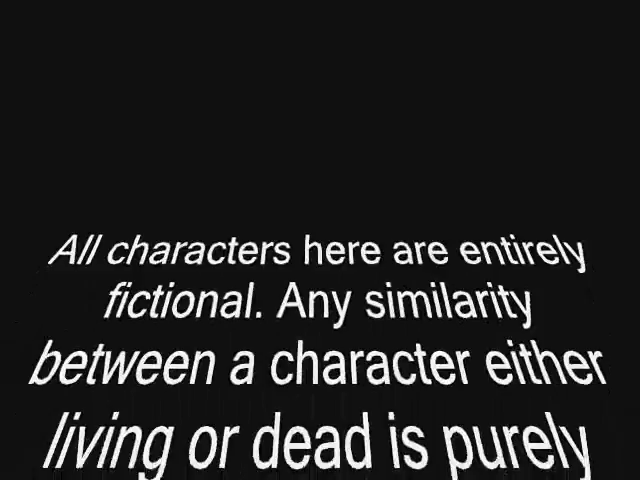 All characters here are entirely
fictional. Any similarity
between a character either
living or dead is purely